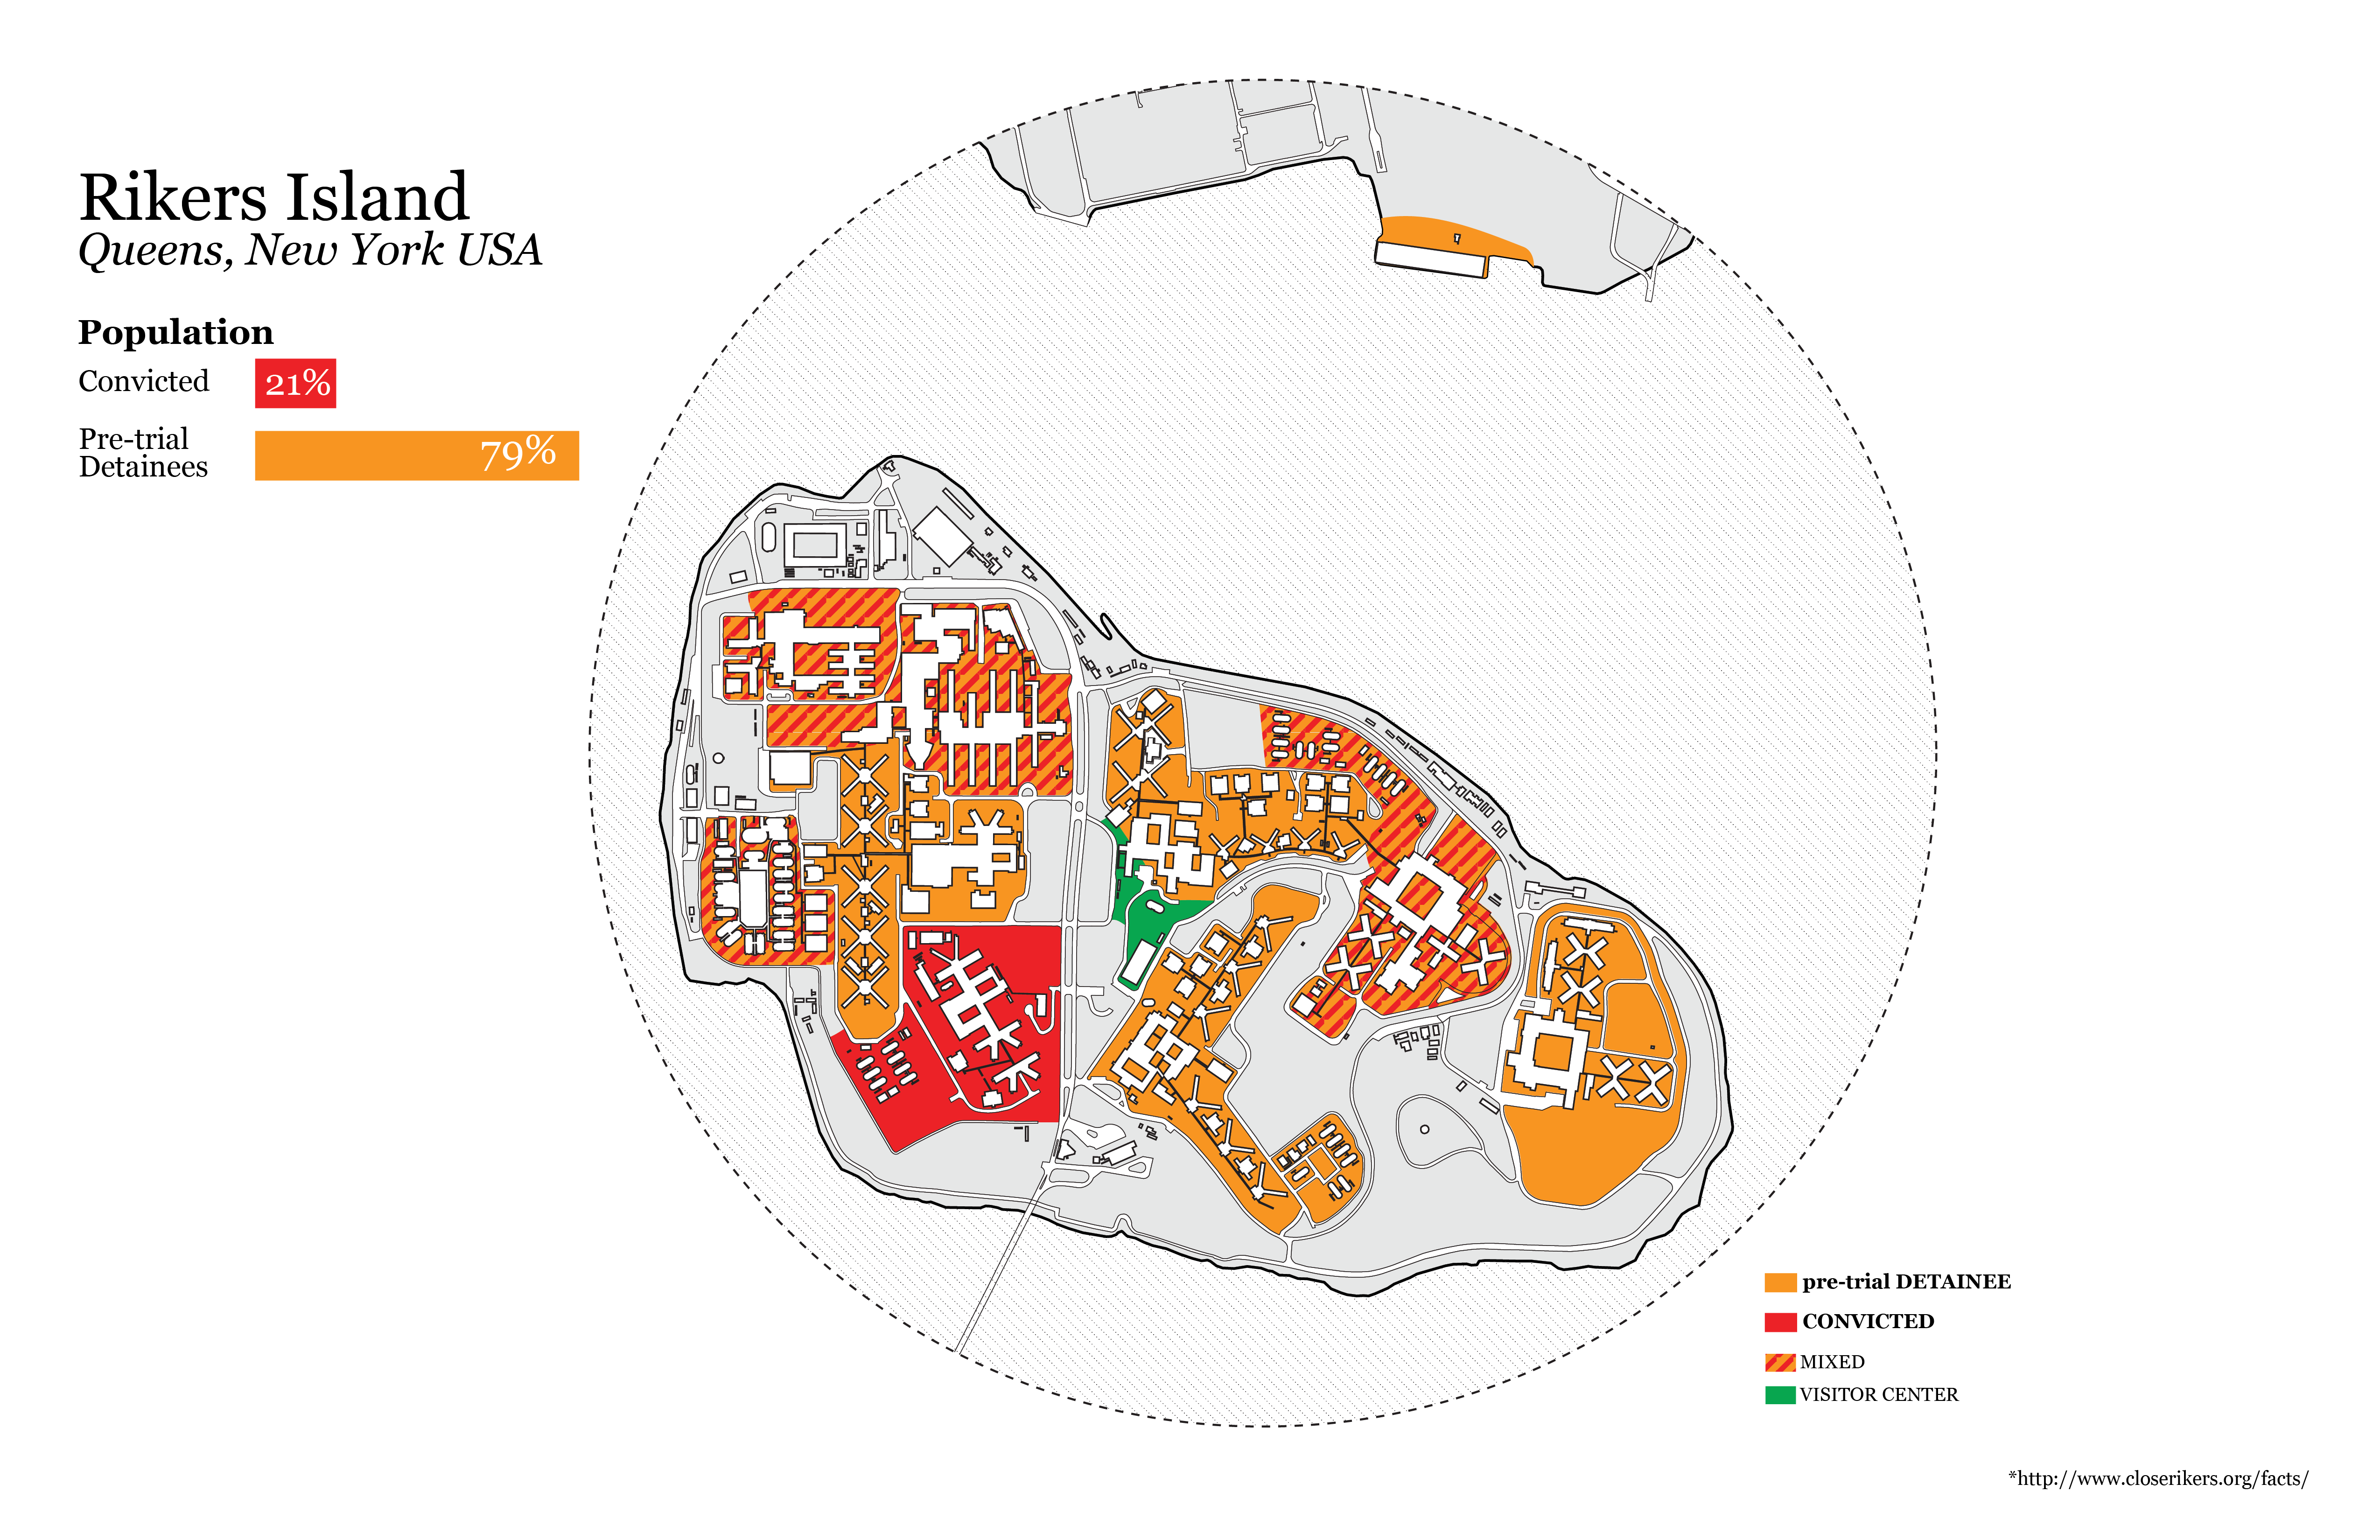 Rikers Island
Queens, New York USA
Population
Convicted
21%
Pre-trial
Detainees
79%
pre-trial DETAINEE
CONVICTED
MIXED
VISITOR CENTER
*http://www.closerikers.org/facts/